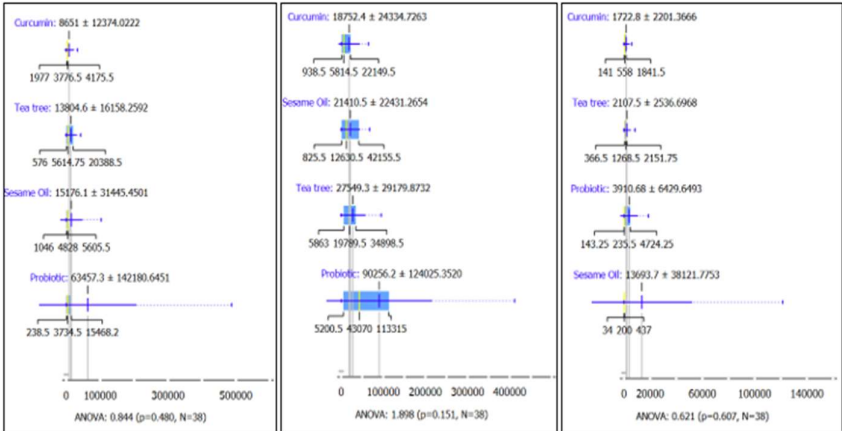 Curcumin: 8651 ± 12374.0222
1977 3776.5 4175.5
Tea tree: 13804.6 ± 16158.2592
576 5614.75 20388.5
Sesame Oil: 15176.1 ± 31445.4501
1046 4828 5605.5
Probiotic: 63457.3 ± 142180.6451
238.5 3734.5 15468.2
0 100000 300000 500000
ANOVA: 0.844 (p=0.480, N=38)
Curcumin: 18752.4 ± 24334.7263
938.5 5814.5 22149.5
Sesame Oil: 21410.5 ± 22431.2654
825.5 12630.5 42155.5
Tea tree: 27549.3 ± 29179.8732
5863 19789.5 34898.5
Probiotic: 90256.2 ± 124025.3520
5200.5 43070 113315
0 100000 200000 300000 400000
ANOVA: 1.898 (p=0.151, N=38)
Curcumin: 1722.8 ± 2201.3666
141 558 1841.5
Tea tree: 2107.5 ± 2536.6968
366.5 1268.5 2151.75
Probiotic: 3910.68 ± 6429.6493
143.25 235.5 4724.25
Sesame Oil: 13693.7 ± 38121.7753
34 200 437
0 20000 60000 100000 140000
ANOVA: 0.621 (p=0.607, N=38)